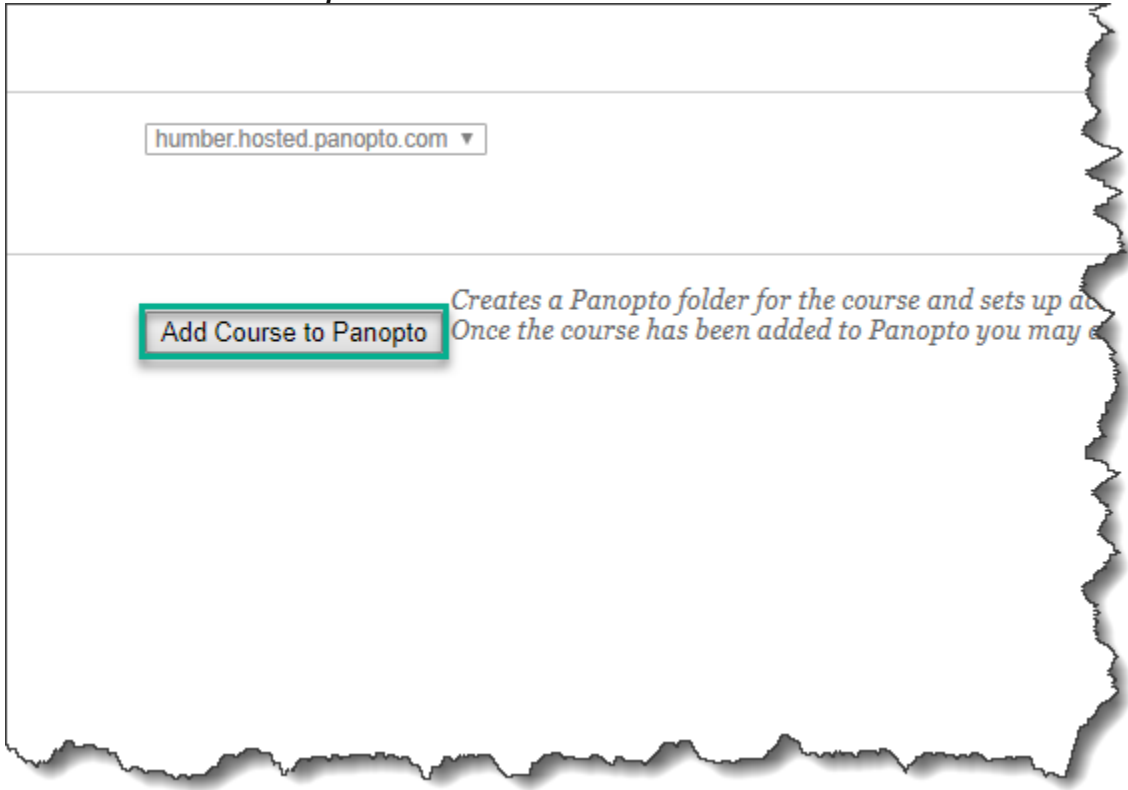 humber.hosted.panopto.com
Creates a Panopto folder for the course and sets up
Add Course to Panopto
Once the course has been added to Panopto you may